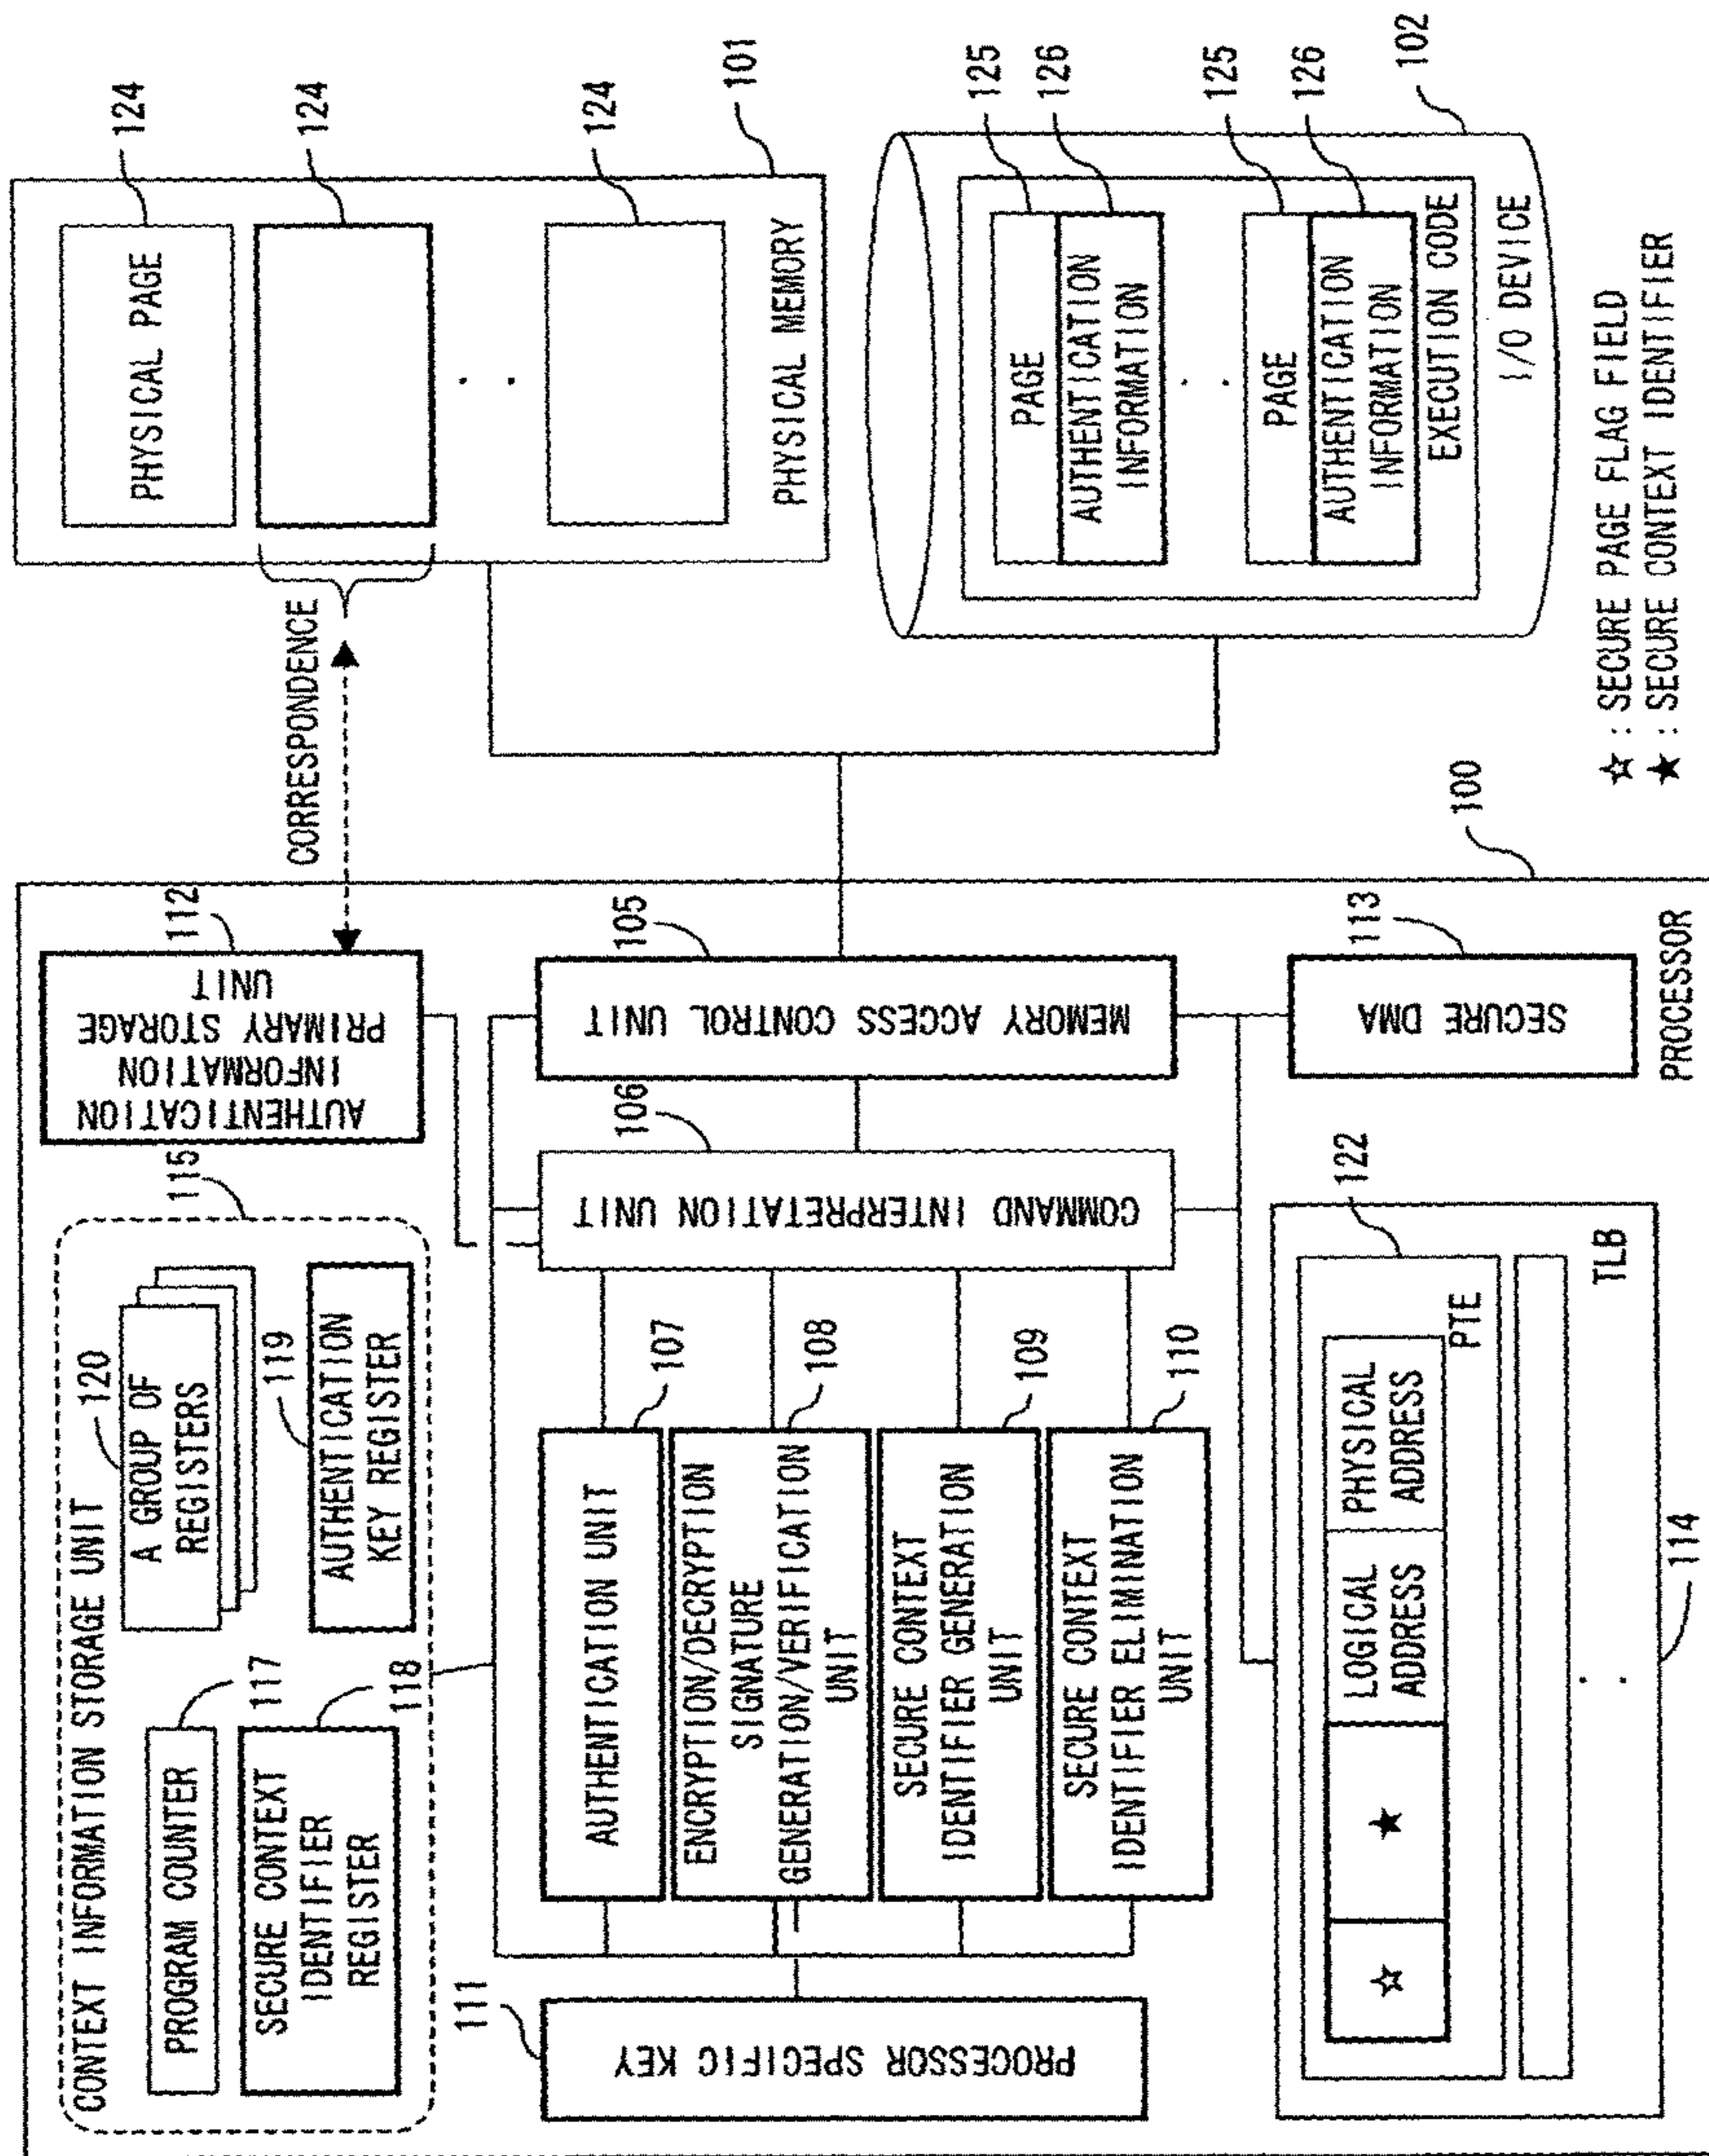 CONTEXT INFORMATION STORAGE UNIT
115
PROGRAM COUNTER
117
SECURE CONTEXT
IDENTIFIER
REGISTER
118
120
A GROUP OF
REGISTERS
119
AUTHENTICATION
KEY REGISTER
112
AUTHENTICATION
INFORMATION
PRIMARY STORAGE
UNIT
CORRESPONDENCE
111
PROCESSOR SPECIFIC KEY
AUTHENTICATION UNIT
107
ENCRYPTION/DECRYPTION
SIGNATURE
GENERATION/VERIFICATION
UNIT
108
SECURE CONTEXT
IDENTIFIER GENERATION
UNIT
109
SECURE CONTEXT
IDENTIFIER ELIMINATION
UNIT
110
106
COMMAND INTERPRETATION UNIT
105
MEMORY ACCESS CONTROL UNIT
113
SECURE DMA
PROCESSOR
100
☆
★
LOGICAL
ADDRESS
PHYSICAL
ADDRESS
PTE
122
TLB
114
PHYSICAL PAGE
124
124
124
PHYSICAL MEMORY
101
PAGE
125
AUTHENTICATION
INFORMATION
126
PAGE
125
AUTHENTICATION
INFORMATION
126
EXECUTION CODE
I/O DEVICE
102
☆ : SECURE PAGE FLAG FIELD
★ : SECURE CONTEXT IDENTIFIER